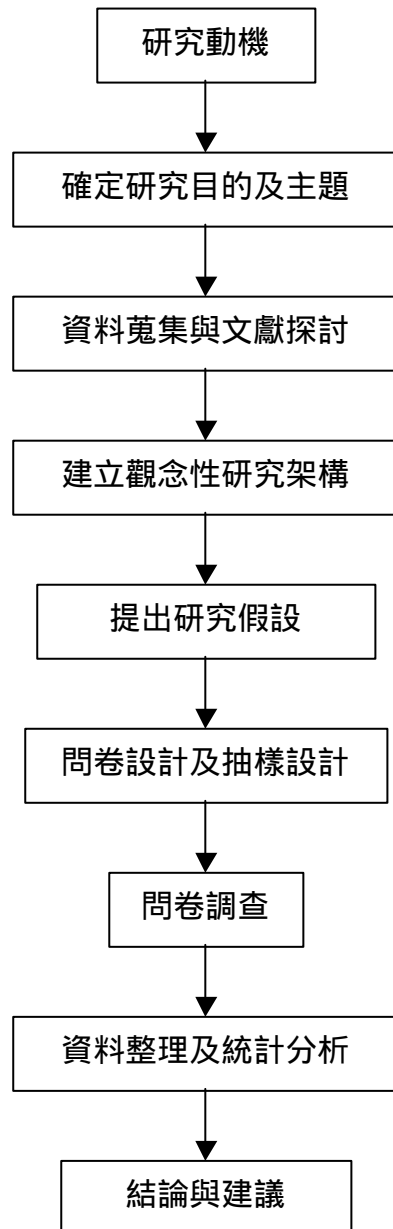 研究動機
確定研究目的及主題
資料蒐集與文獻探討
建立觀念性研究架構
提出研究假設
問卷設計及抽樣設計
問卷調查
資料整理及統計分析
結論與建議